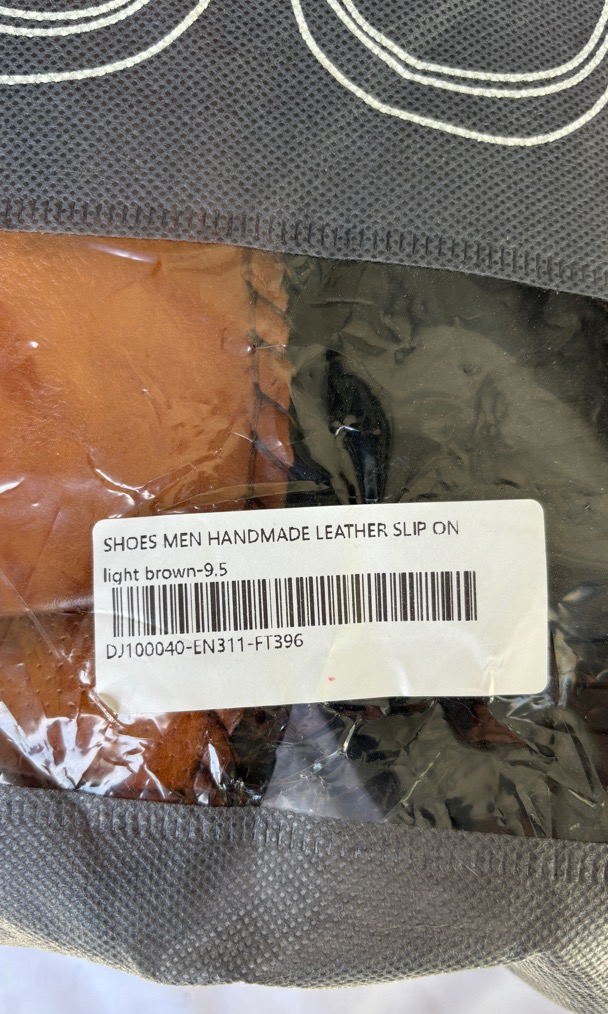 SHOES MEN HANDMADE LEATHER SLIP ON
light brown-9.5
DJ100040-EN311-FT396